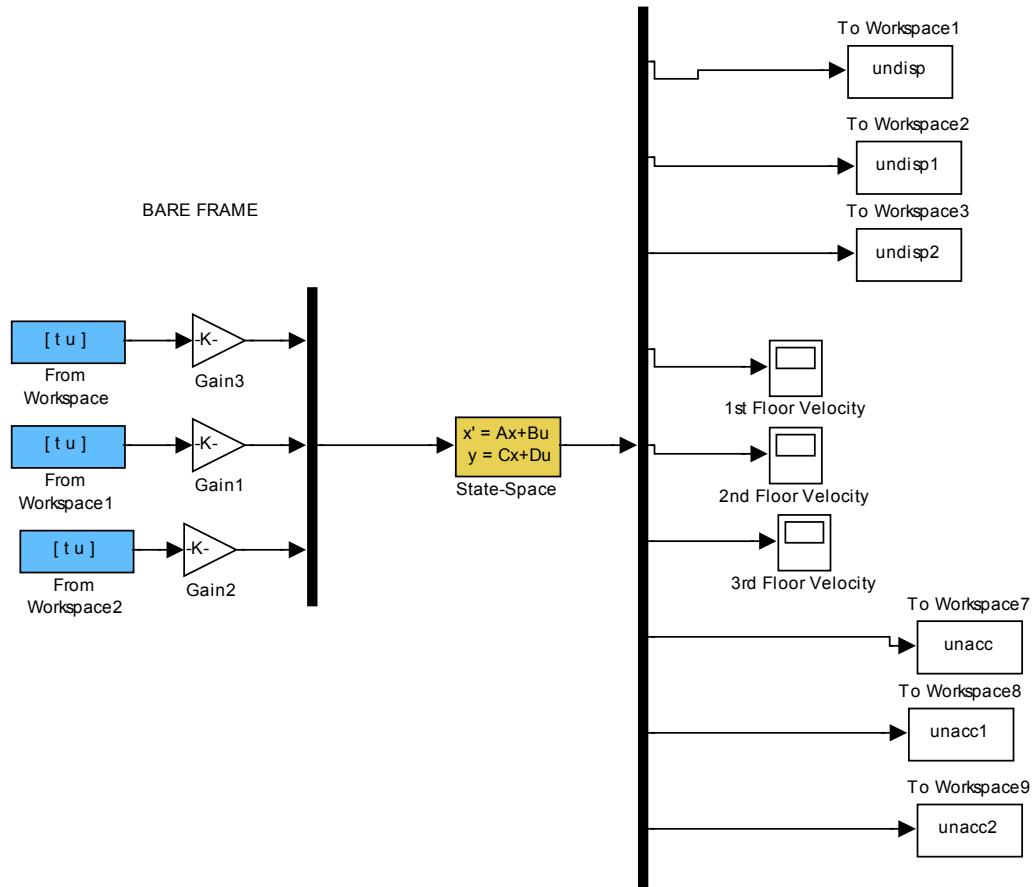 To Workspace1
undisp
To Workspace2
undisp1
To Workspace3
undisp2
BARE FRAME
[ t u ]
From
Workspace
-K-
Gain3
[ t u ]
From
Workspace1
-K-
Gain1
[ t u ]
From
Workspace2
-K-
Gain2
x' = Ax+Bu
y = Cx+Du
State-Space
1st Floor Velocity
2nd Floor Velocity
3rd Floor Velocity
To Workspace7
unacc
To Workspace8
unacc1
To Workspace9
unacc2